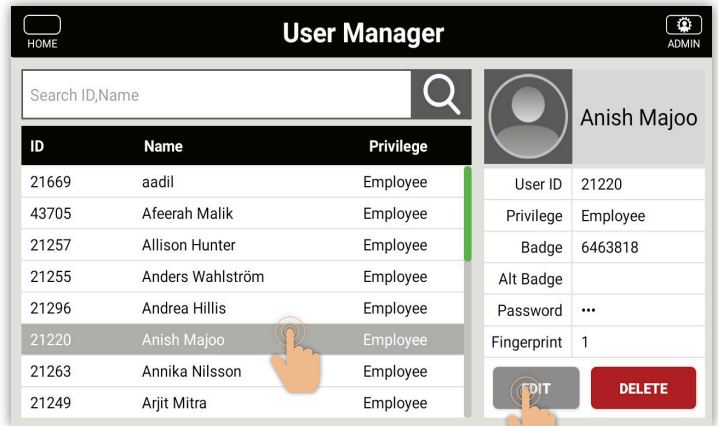 HOME
User Manager
ADMIN
Search ID,Name
ID Name Privilege
21669 aadil Employee
43705 Afeerah Malik Employee
21257 Allison Hunter Employee
21255 Anders Wahlström Employee
21296 Andrea Hillis Employee
21220 Anish Majoo Employee
21263 Annika Nilsson Employee
21249 Arjit Mitra Employee
Anish Majoo
User ID 21220
Privilege Employee
Badge 6463818
Alt Badge
Password •••
Fingerprint 1
EDIT
DELETE